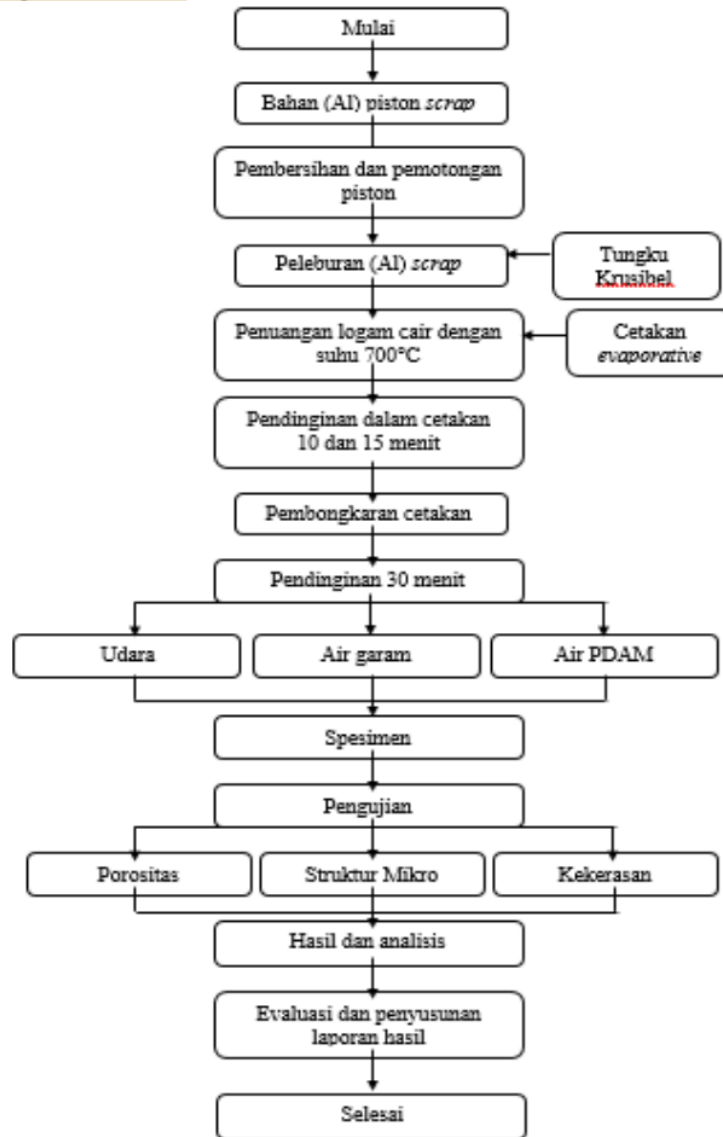 Mulai
Bahan (Al) piston scrap
Pembersihan dan pemotongan
piston
Peleburan (Al) scrap
Tungku
Krusibel
Penuangan logam cair dengan
suhu 700°C
Cetakan
evaporative
Pendinginan dalam cetakan
10 dan 15 menit
Pembongkaran cetakan
Pendinginan 30 menit
Udara
Air garam
Air PDAM
Spesimen
Pengujian
Porositas
Struktur Mikro
Kekerasan
Hasil dan analisis
Evaluasi dan penyusunan
laporan hasil
Selesai